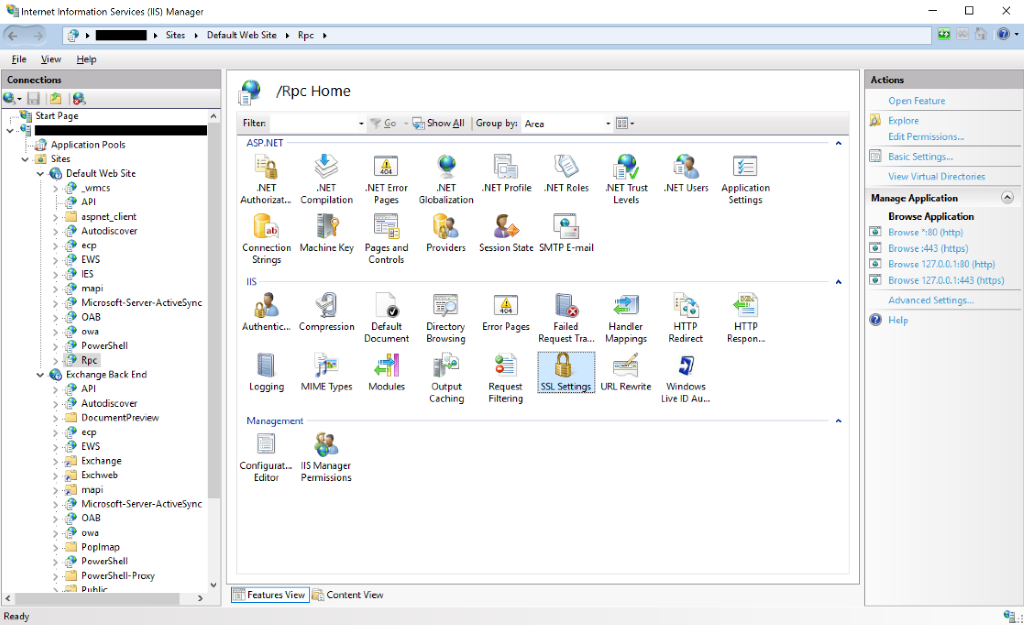 Internet Information Services (IIS) Manager
Sites
Default Web Site
Rpc
File View Help
Connections
Start Page
Application Pools
Sites
Default Web Site
_wmcs
API
aspnet_client
Autodiscover
ecp
EWS
IES
mapi
Microsoft-Server-ActiveSync
OAB
owa
PowerShell
Rpc
Exchange Back End
API
Autodiscover
DocumentPreview
ecp
EWS
Exchange
Exchweb
mapi
Microsoft-Server-ActiveSync
OAB
owa
PopImap
PowerShell
PowerShell-Proxy
Public
/Rpc Home
Filter: Go Show All Group by: Area
ASP.NET
.NET Authorizat...
.NET Compilation
.NET Error Pages
.NET Globalization
.NET Profile
.NET Roles
.NET Trust Levels
.NET Users
Application Settings
Connection Strings
Machine Key
Pages and Controls
Providers
Session State
SMTP E-mail
IIS
Authentic...
Compression
Default Document
Directory Browsing
Error Pages
Failed Request Tra...
Handler Mappings
HTTP Redirect
HTTP Respon...
Logging
MIME Types
Modules
Output Caching
Request Filtering
SSL Settings
URL Rewrite
Windows Live ID Au...
Management
Configurat... Editor
IIS Manager Permissions
Features View
Content View
Actions
Open Feature
Explore
Edit Permissions...
Basic Settings...
View Virtual Directories
Manage Application
Browse Application
Browse *:80 (http)
Browse :443 (https)
Browse 127.0.0.1:80 (http)
Browse 127.0.0.1:443 (https)
Advanced Settings...
Help
Ready